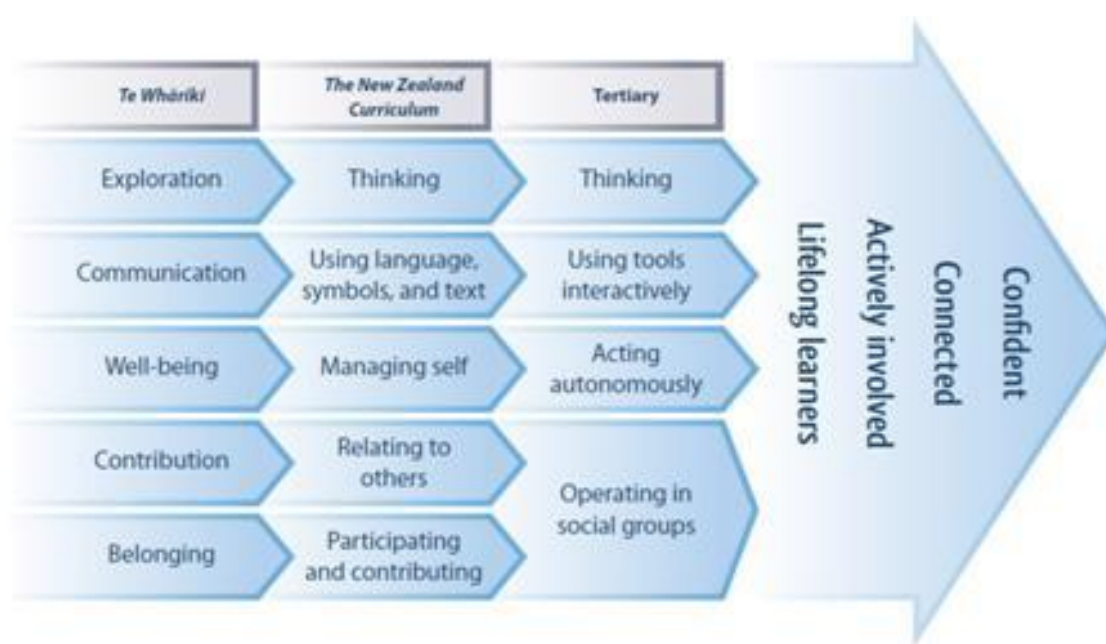 Te Whāriki
The New Zealand
Curriculum
Tertiary
Exploration
Thinking
Thinking
Communication
Using language,
symbols, and text
Using tools
interactively
Well-being
Managing self
Acting
autonomously
Contribution
Relating to
others
Operating in
social groups
Belonging
Participating
and contributing
Lifelong learners
Actively involved
Connected
Confident